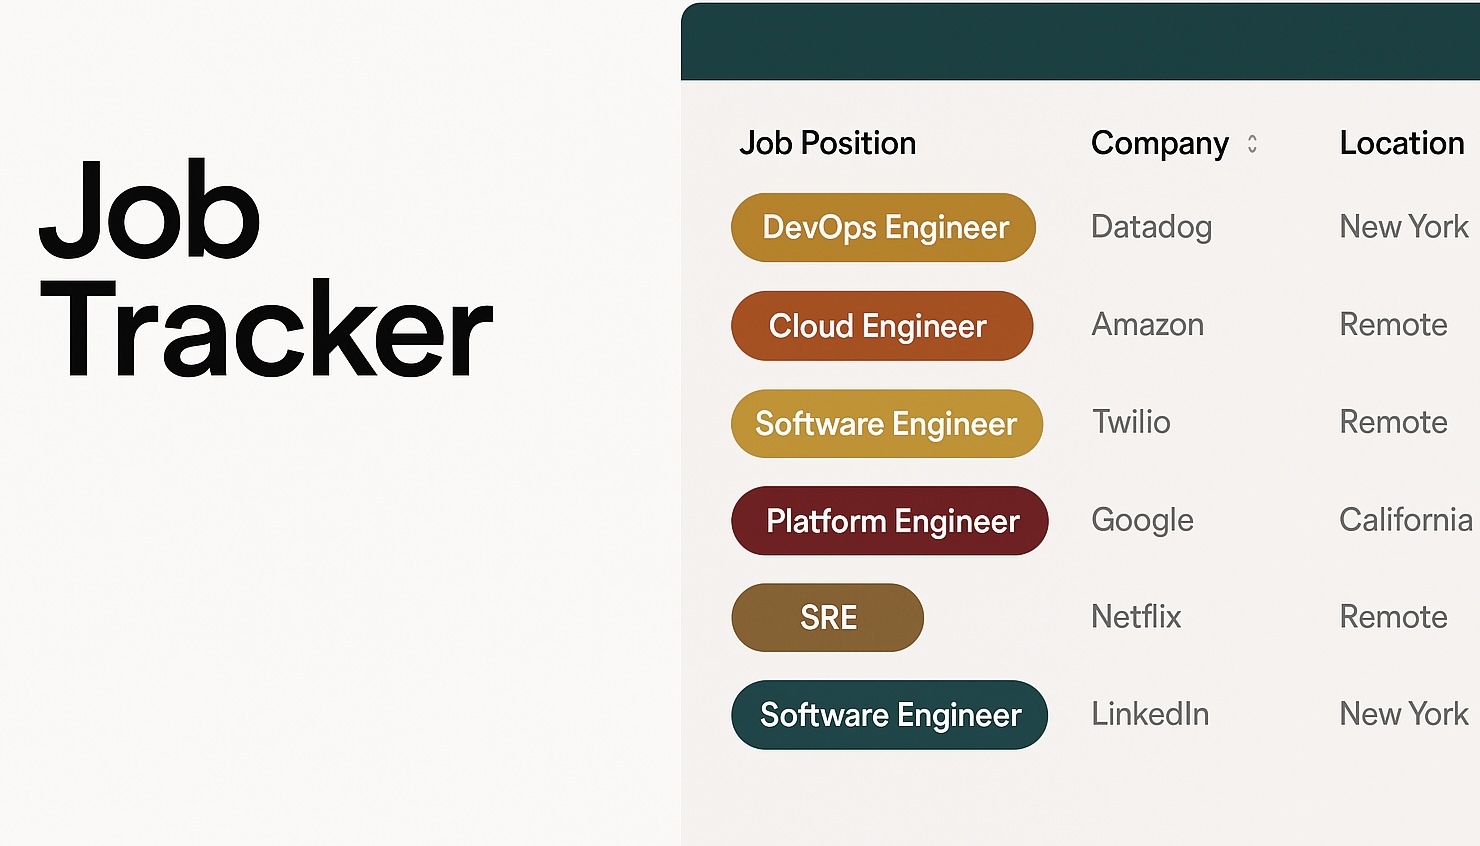 Job
Tracker
Job Position Company Location
DevOps Engineer Datadog New York
Cloud Engineer Amazon Remote
Software Engineer Twilio Remote
Platform Engineer Google California
SRE Netflix Remote
Software Engineer LinkedIn New York